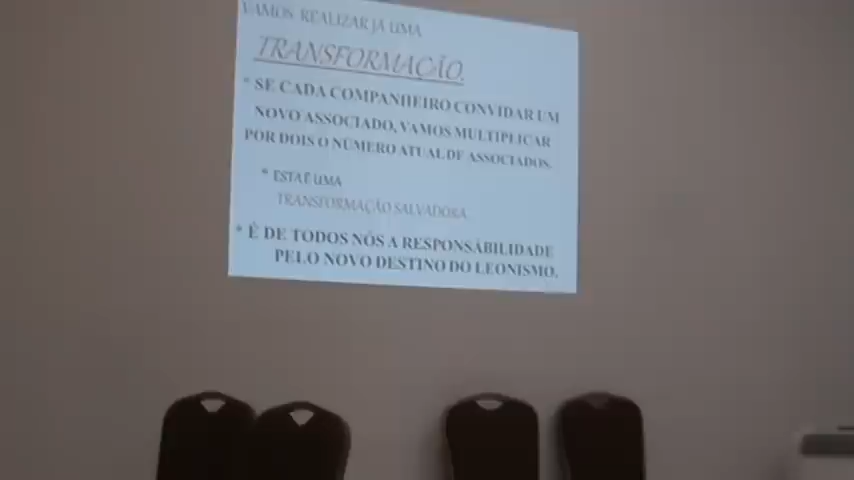 VAMOS REALIZAR JÁ UMA
TRANSFORMAÇÃO.
* SE CADA COMPANHEIRO CONVIDAR UM
NOVO ASSOCIADO, VAMOS MULTIPLICAR
POR DOIS O NÚMERO ATUAL DE ASSOCIADOS.
* ESTA É UMA
TRANSFORMAÇÃO SALVADORA
* É DE TODOS NÓS A RESPONSABILIDADE
PELO NOVO DESTINO DO LEONISMO.